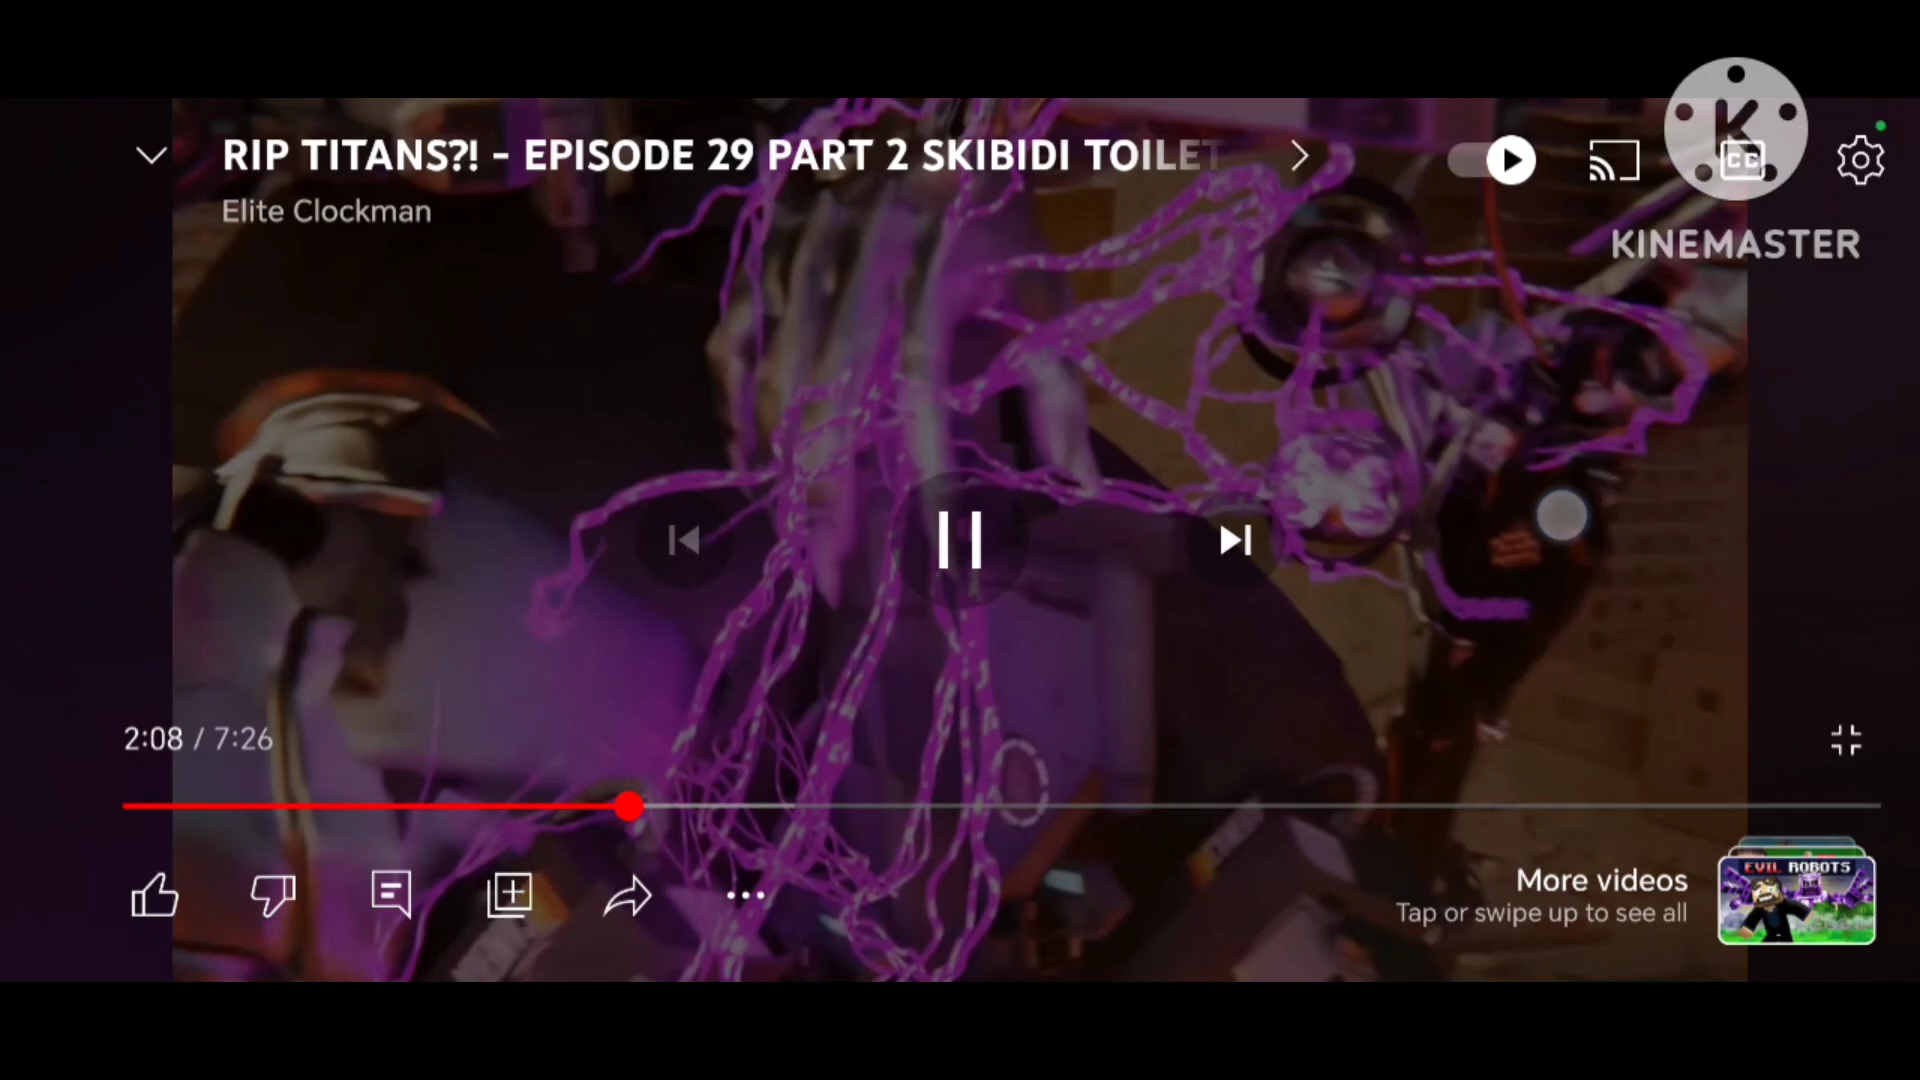 RIP TITANS?! - EPISODE 29 PART 2 SKIBIDI TOILET
Elite Clockman
K
CC
KINEMASTER
2:08 / 7:26
More videos
Tap or swipe up to see all
EVIL ROBOTS